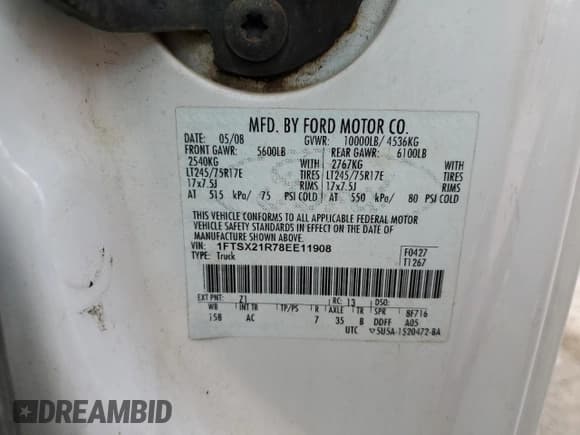 MFD. BY FORD MOTOR CO.
DATE: 05/08 GVWR: 10000LB/ 4536KG
FRONT GAWR: 5600LB REAR GAWR: 6100LB
2540KG WITH 2767KG WITH
LT245/75R17E TIRES LT245/75R17E TIRES
17x7.5J RIMS 17x7.5J RIMS
AT 515 kPa/ 75 PSI COLD AT 550 kPa/ 80 PSI COLD
THIS VEHICLE CONFORMS TO ALL APPLICABLE FEDERAL MOTOR
VEHICLE SAFETY STANDARDS IN EFFECT ON THE DATE OF
MANUFACTURE SHOWN ABOVE.
VIN: 1FTSX21R78EE11908 F0427
TYPE: Truck T1267
EXT PNT: Z1 RC: 13 DSO:
WB INT TR TP/PS R AXLE TR SPR 8F716
158 AC 7 35 B DDFF A05
UTC 5U5A-1520472-BA
DREAMBID